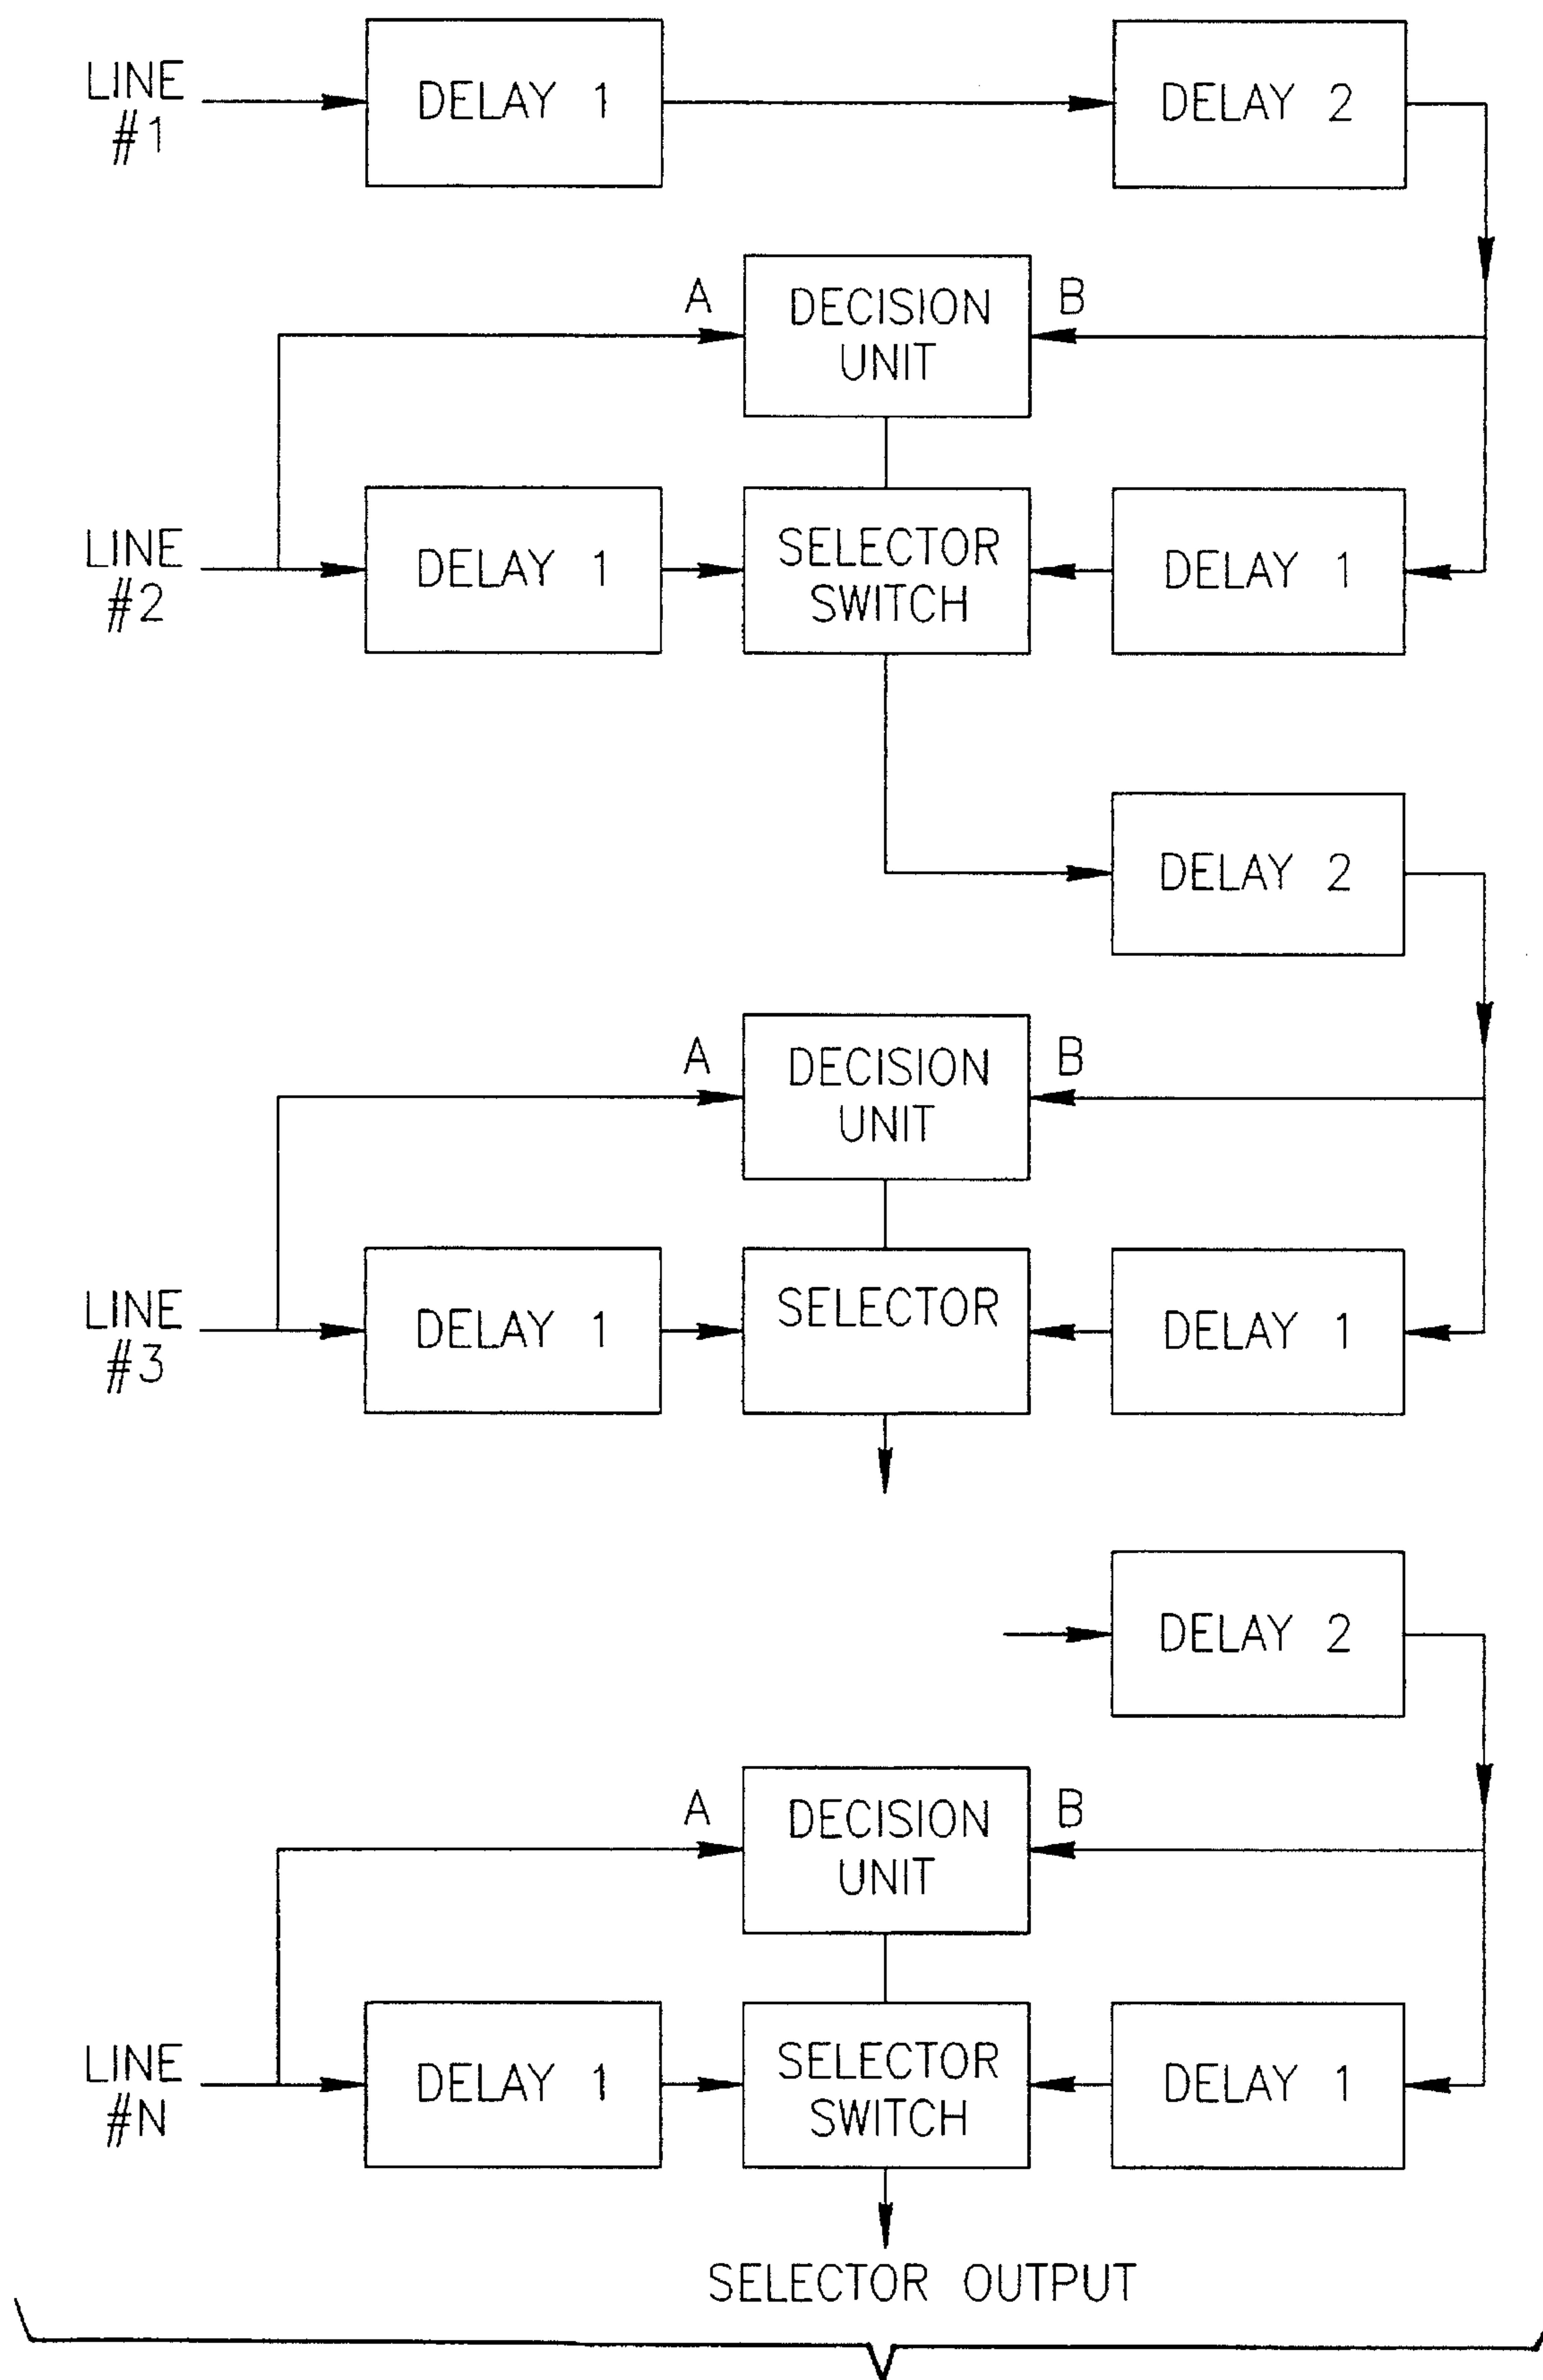 LINE
#1
DELAY 1
DELAY 2
A
DECISION
UNIT
B
LINE
#2
DELAY 1
SELECTOR
SWITCH
DELAY 1
DELAY 2
A
DECISION
UNIT
B
LINE
#3
DELAY 1
SELECTOR
DELAY 1
DELAY 2
A
DECISION
UNIT
B
LINE
#N
DELAY 1
SELECTOR
SWITCH
DELAY 1
SELECTOR OUTPUT